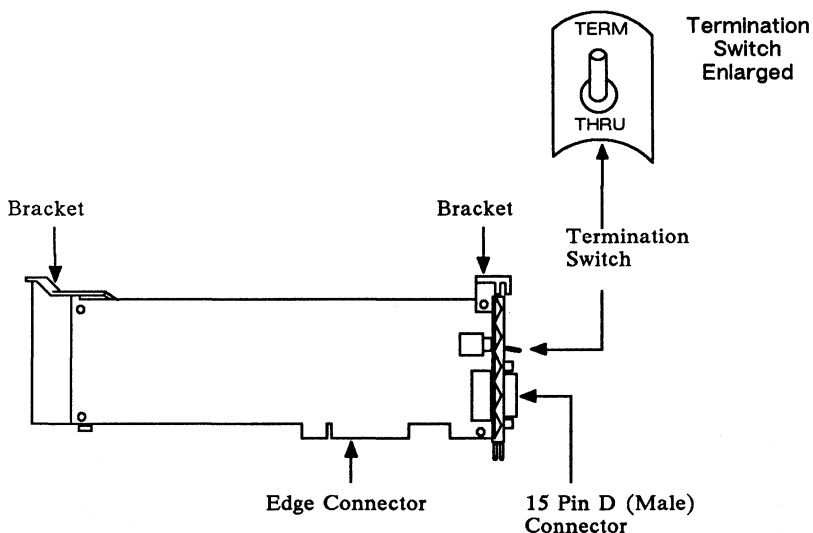 TERM
THRU
Termination
Switch
Enlarged
Bracket
Bracket
Termination
Switch
Edge Connector
15 Pin D (Male)
Connector